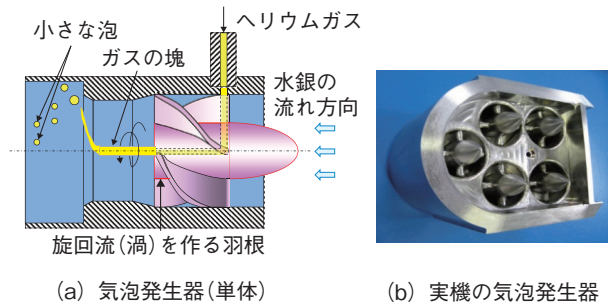 小さな泡
ガスの塊
ヘリウムガス
水銀の
流れ方向
旋回流(渦)を作る羽根
(a) 気泡発生器(単体)
(b) 実機の気泡発生器